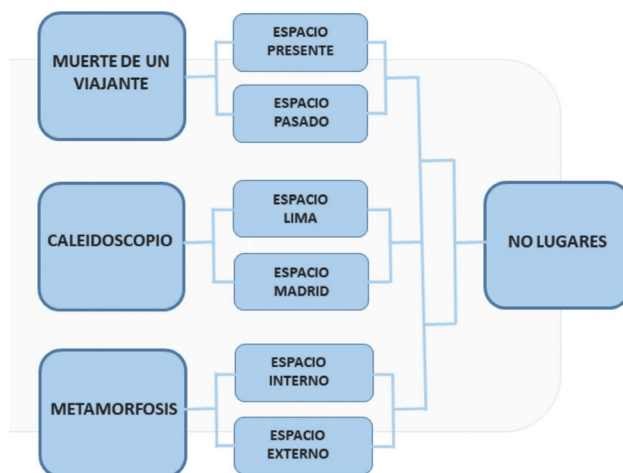 MUERTE DE UN
VIAJANTE
ESPACIO
PRESENTE
ESPACIO
PASADO
CALEIDOSCOPIO
ESPACIO
LIMA
ESPACIO
MADRID
NO LUGARES
METAMORFOSIS
ESPACIO
INTERNO
ESPACIO
EXTERNO